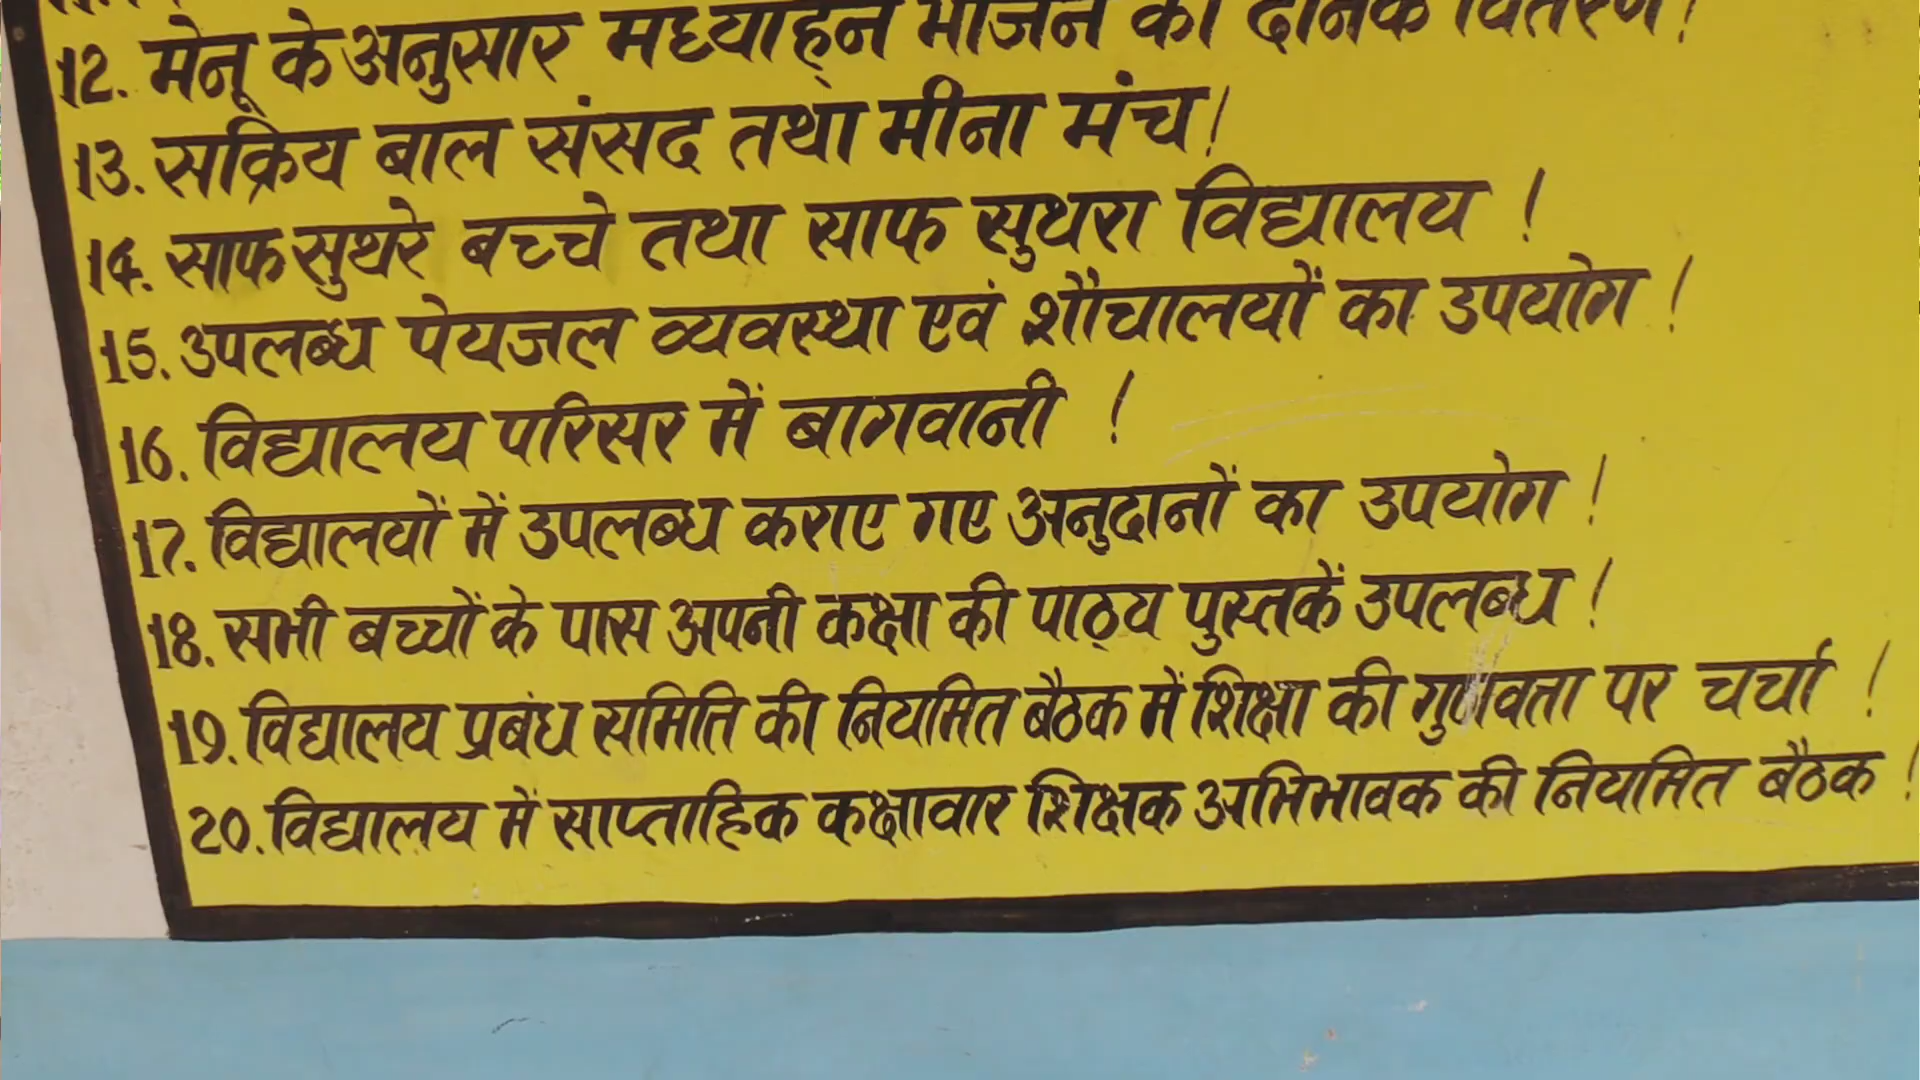 12. मेनू के अनुसार मध्याह्न भोजन का दैनिक वितरण!
13. सक्रिय बाल संसद तथा मीना मंच!
14. साफ सुथरे बच्चे तथा साफ सुथरा विद्यालय !
15. उपलब्ध पेयजल व्यवस्था एवं शौचालयों का उपयोग !
16. विद्यालय परिसर में बागवानी !
17. विद्यालयों में उपलब्ध कराए गए अनुदानों का उपयोग !
18. सभी बच्चों के पास अपनी कक्षा की पाठ्य पुस्तकें उपलब्ध !
19. विद्यालय प्रबंध समिति की नियमित बैठक में शिक्षा की गुणवत्ता पर चर्चा !
20. विद्यालय में साप्ताहिक कक्षावार शिक्षक अभिभावक की नियमित बैठक !